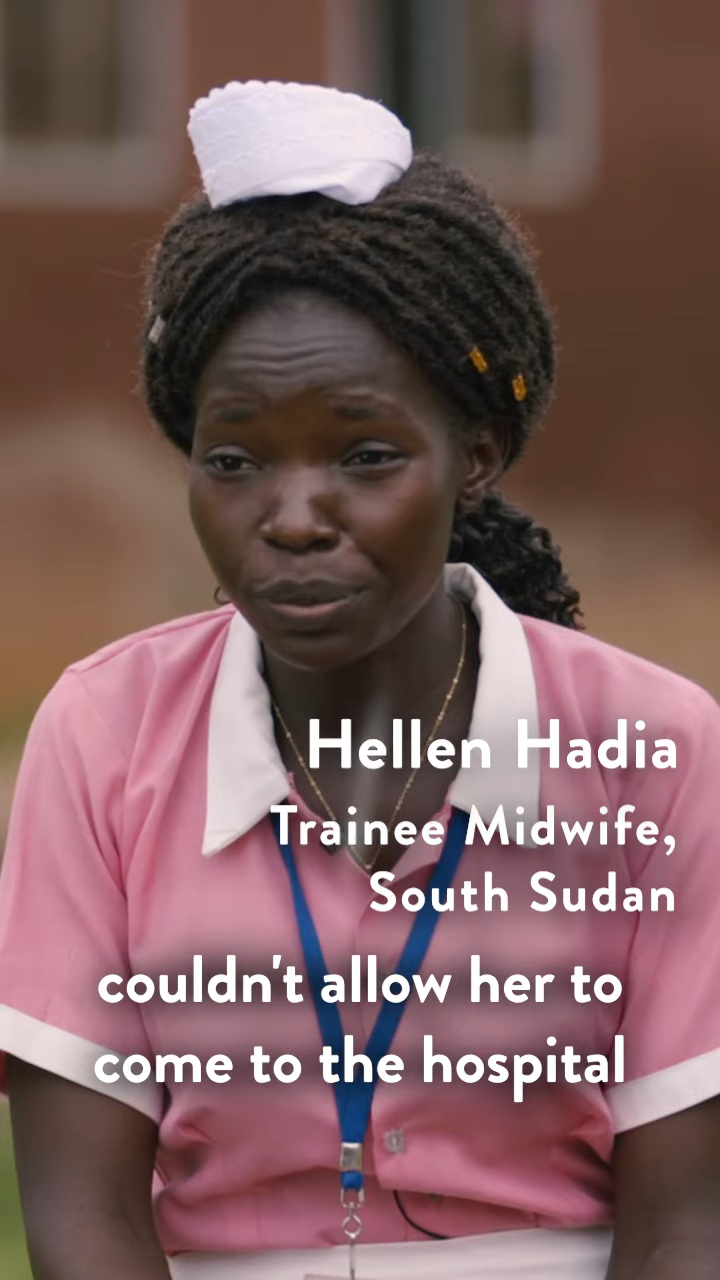 Hellen Hadia
Trainee Midwife,
South Sudan
couldn't allow her to
come to the hospital